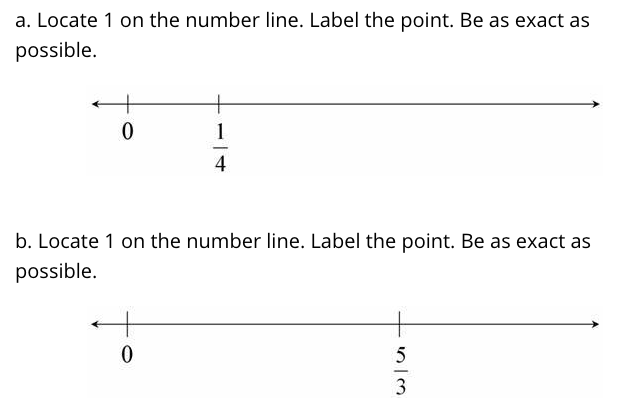 a. Locate 1 on the number line. Label the point. Be as exact as
possible.
0
1
4
b. Locate 1 on the number line. Label the point. Be as exact as
possible.
0
5
3